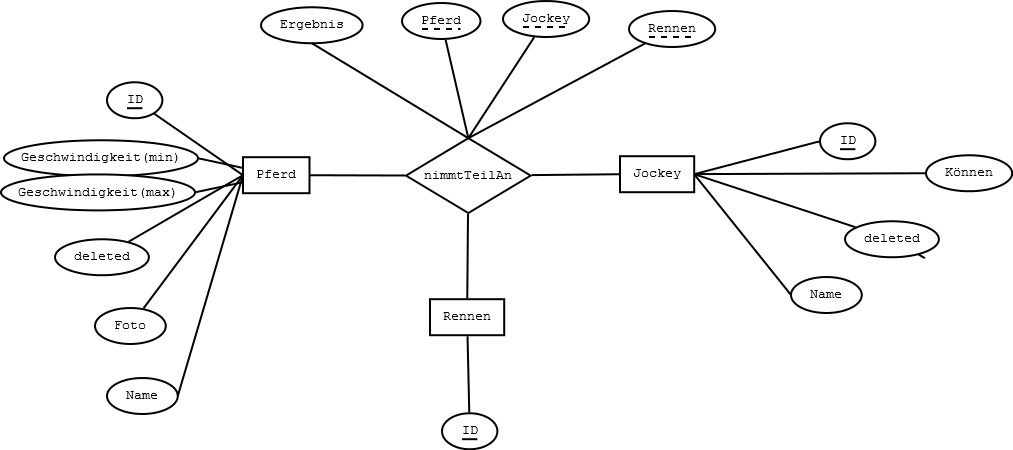 Ergebnis
Pferd
Jockey
Rennen
ID
Geschwindigkeit(min)
Geschwindigkeit(max)
deleted
Foto
Name
Pferd
nimmtTeilAn
Jockey
ID
Können
deleted
Name
Rennen
ID